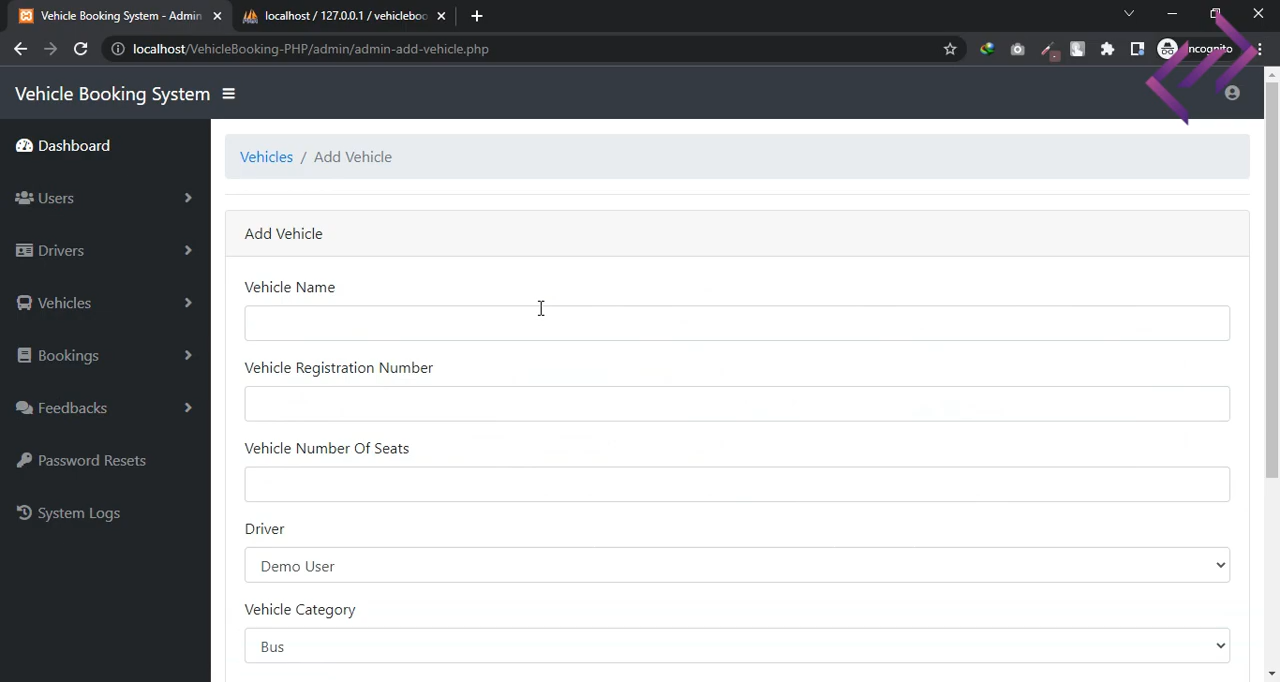 Vehicle Booking System - Admin
localhost / 127.0.0.1 / vehicleboo
localhost/VehicleBooking-PHP/admin/admin-add-vehicle.php
Incognito
Vehicle Booking System
Dashboard
Users
Drivers
Vehicles
Bookings
Feedbacks
Password Resets
System Logs
Vehicles / Add Vehicle
Add Vehicle
Vehicle Name
Vehicle Registration Number
Vehicle Number Of Seats
Driver
Demo User
Vehicle Category
Bus